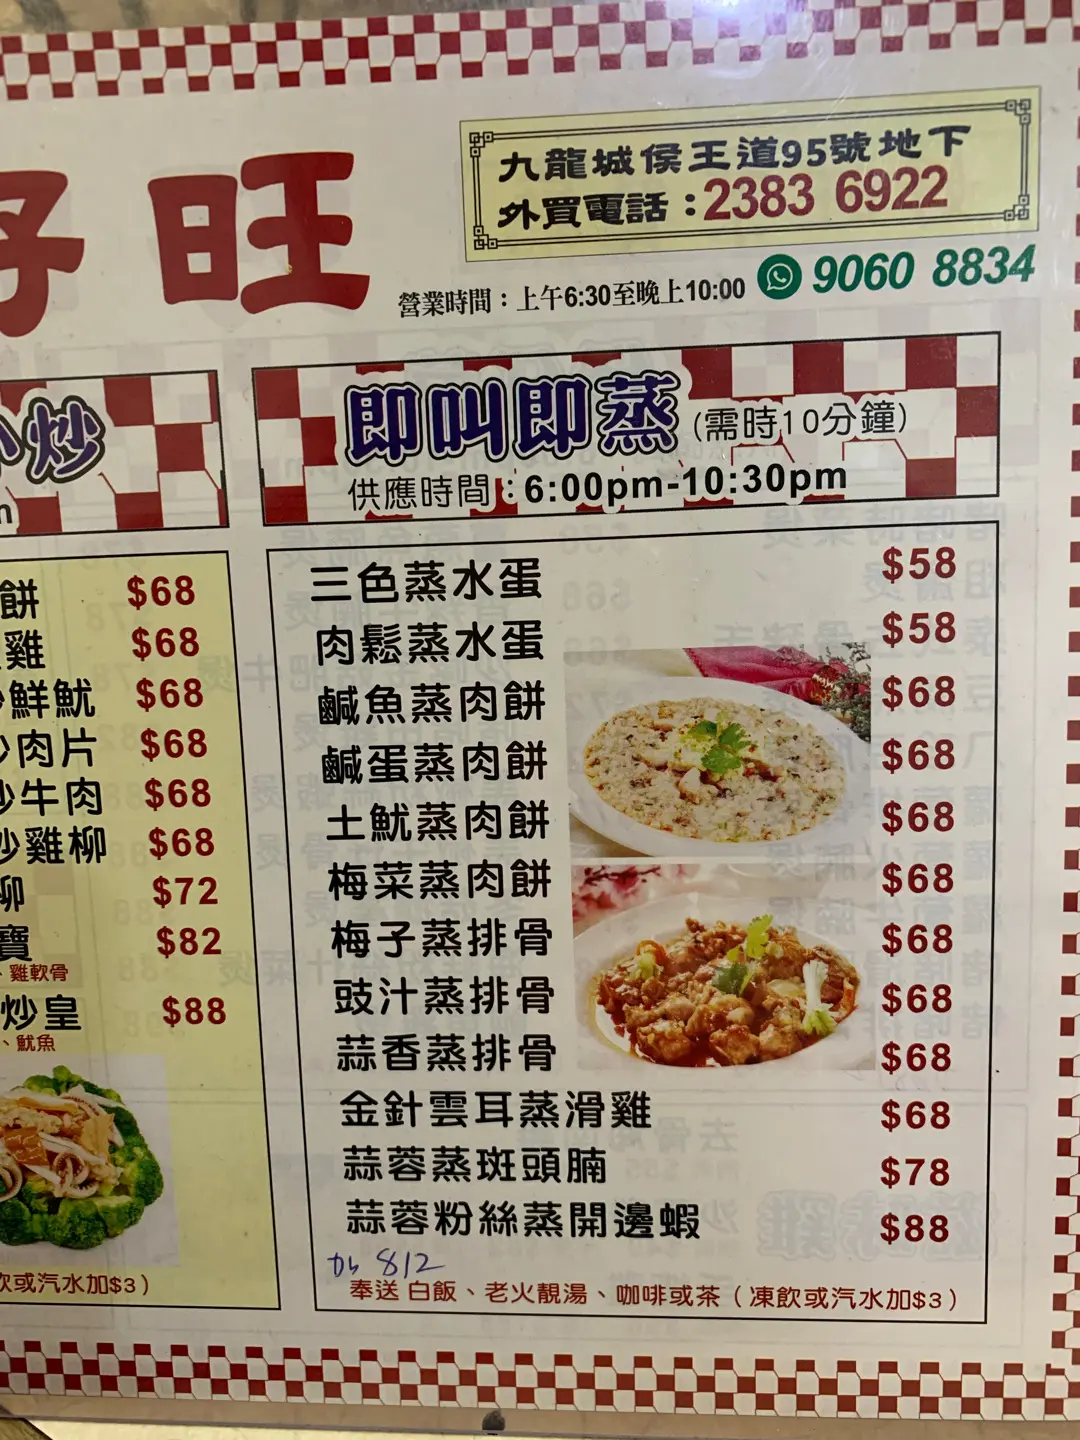 好旺
九龍城侯王道95號地下
外買電話：2383 6922
營業時間：上午6:30至晚上10:00
9060 8834
小炒
餅 $68
雞 $68
炒鮮魷 $68
炒肉片 $68
炒牛肉 $68
炒雞柳 $68
柳 $72
寶 $82
、雞軟骨
炒皇 $88
、魷魚
飲或汽水加$3）
即叫即蒸 (需時10分鐘)
供應時間：6:00pm-10:30pm
三色蒸水蛋 $58
肉鬆蒸水蛋 $58
鹹魚蒸肉餅 $68
鹹蛋蒸肉餅 $68
土魷蒸肉餅 $68
梅菜蒸肉餅 $68
梅子蒸排骨 $68
豉汁蒸排骨 $68
蒜香蒸排骨 $68
金針雲耳蒸滑雞 $68
蒜蓉蒸斑頭腩 $78
蒜蓉粉絲蒸開邊蝦 $88
奉送 白飯、老火靚湯、咖啡或茶（凍飲或汽水加$3）